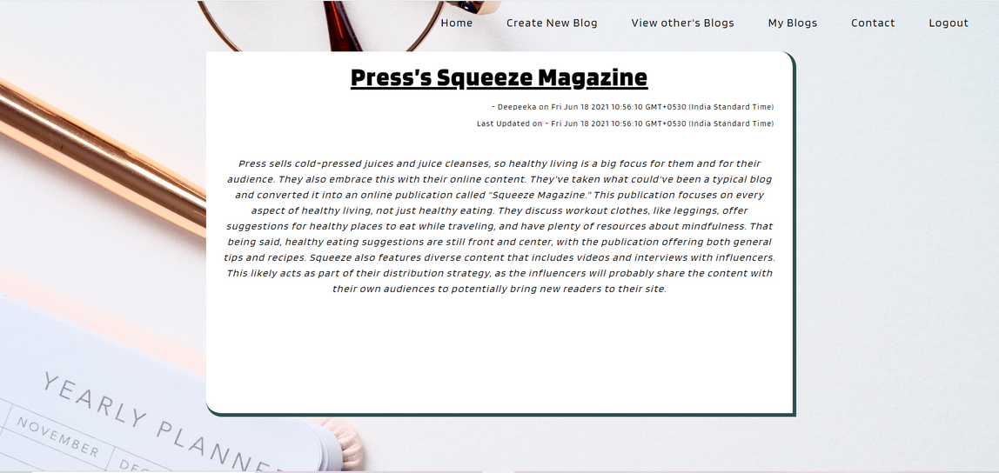 Home Create New Blog View other's Blogs My Blogs Contact Logout
Press's Squeeze Magazine
- Deepeeka on Fri Jun 18 2021 10:56:10 GMT+0530 (India Standard Time)
Last Updated on - Fri Jun 18 2021 10:56:10 GMT+0530 (India Standard Time)
Press sells cold-pressed juices and juice cleanses, so healthy living is a big focus for them and for their
audience. They also embrace this with their online content. They've taken what could've been a typical blog
and converted it into an online publication called “Squeeze Magazine.” This publication focuses on every
aspect of healthy living, not just healthy eating. They discuss workout clothes, like leggings, offer
suggestions for healthy places to eat while traveling, and have plenty of resources about mindfulness. That
being said, healthy eating suggestions are still front and center, with the publication offering both general
tips and recipes. Squeeze also features diverse content that includes videos and interviews with influencers.
This likely acts as part of their distribution strategy, as the influencers will probably share the content with
their own audiences to potentially bring new readers to their site.
YEARLY PLANNE
NOVEMBER DEC